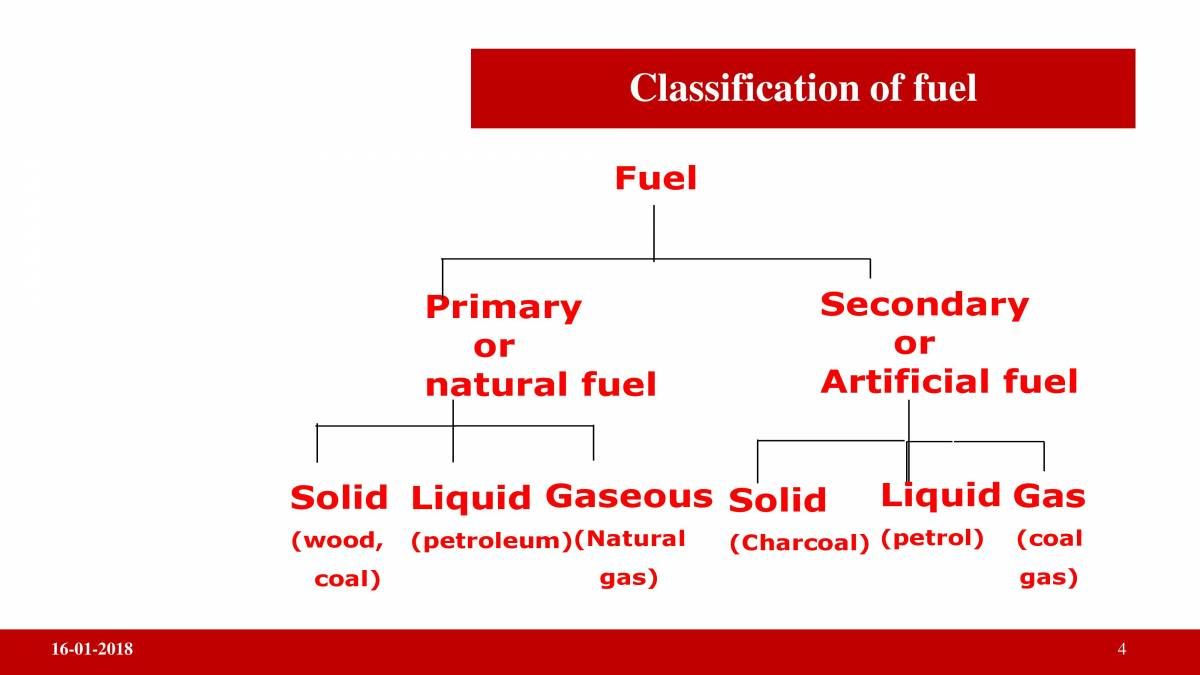 Classification of fuel
Fuel
Primary
or
natural fuel
Secondary
or
Artificial fuel
Solid
(wood,
coal)
Liquid
(petroleum)
Gaseous
(Natural
gas)
Solid
(Charcoal)
Liquid
(petrol)
Gas
(coal
gas)
16-01-2018
4